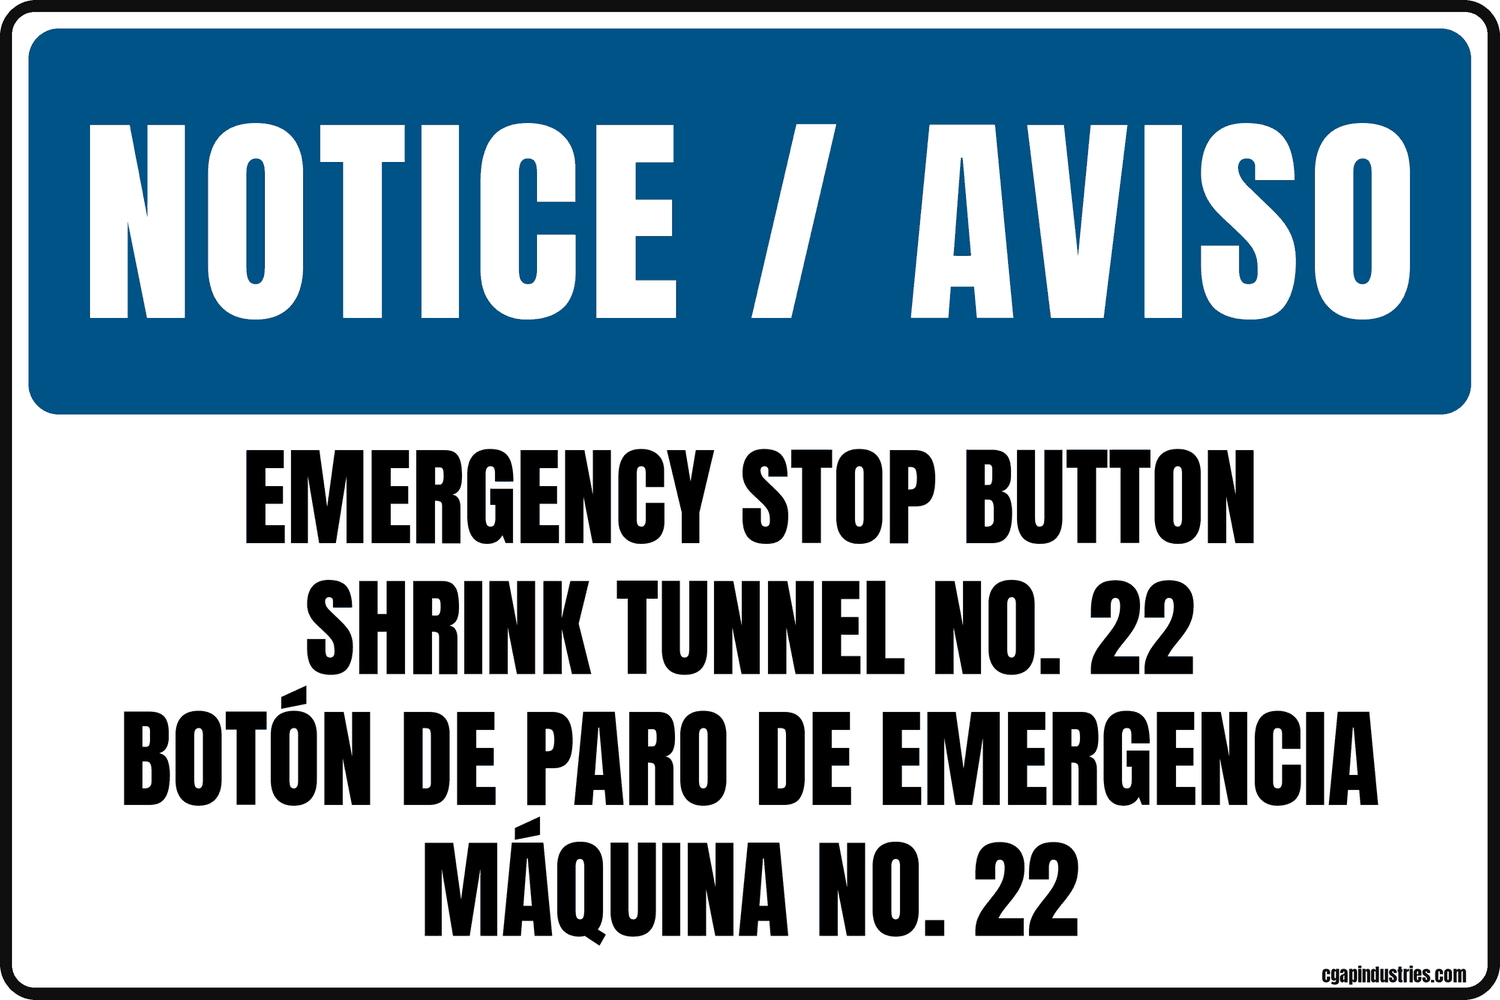 NOTICE / AVISO
EMERGENCY STOP BUTTON
SHRINK TUNNEL NO. 22
BOTÓN DE PARO DE EMERGENCIA
MÁQUINA NO. 22
cgapindustries.com